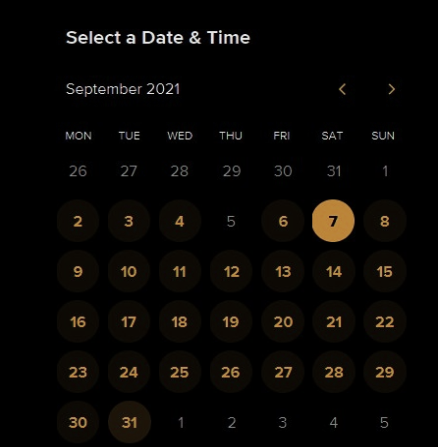 Select a Date & Time
September 2021
MON TUE WED THU FRI SAT SUN
26 27 28 29 30 31 1
2 3 4 5 6 7 8
9 10 11 12 13 14 15
16 17 18 19 20 21 22
23 24 25 26 27 28 29
30 31 1 2 3 4 5